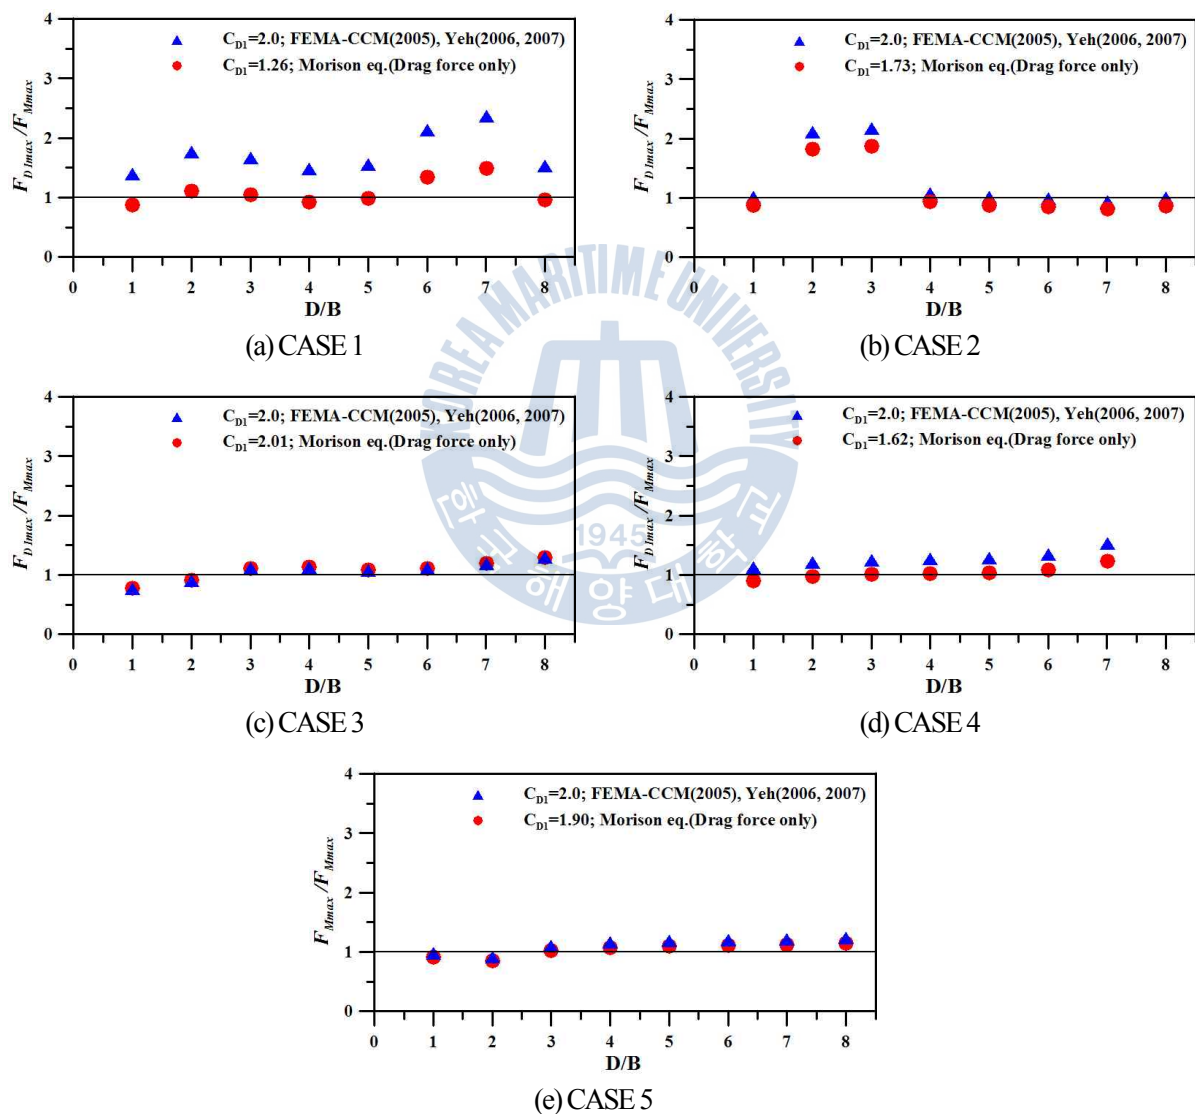 C_D1=2.0; FEMA-CCM(2005), Yeh(2006, 2007)
C_D1=1.26; Morison eq.(Drag force only)
F_D1max/F_Mmax
4
3
2
1
0
0 1 2 3 4 5 6 7 8
D/B
(a) CASE 1
C_D1=2.0; FEMA-CCM(2005), Yeh(2006, 2007)
C_D1=1.73; Morison eq.(Drag force only)
F_D1max/F_Mmax
4
3
2
1
0
0 1 2 3 4 5 6 7 8
D/B
(b) CASE 2
KOREA MARITIME UNIVERSITY
1945
한국해양대학교
C_D1=2.0; FEMA-CCM(2005), Yeh(2006, 2007)
C_D1=2.01; Morison eq.(Drag force only)
F_D1max/F_Mmax
4
3
2
1
0
0 1 2 3 4 5 6 7 8
D/B
(c) CASE 3
C_D1=2.0; FEMA-CCM(2005), Yeh(2006, 2007)
C_D1=1.62; Morison eq.(Drag force only)
F_D1max/F_Mmax
4
3
2
1
0
0 1 2 3 4 5 6 7 8
D/B
(d) CASE 4
C_D1=2.0; FEMA-CCM(2005), Yeh(2006, 2007)
C_D1=1.90; Morison eq.(Drag force only)
F_Mmax/F_Mmax
4
3
2
1
0
0 1 2 3 4 5 6 7 8
D/B
(e) CASE 5